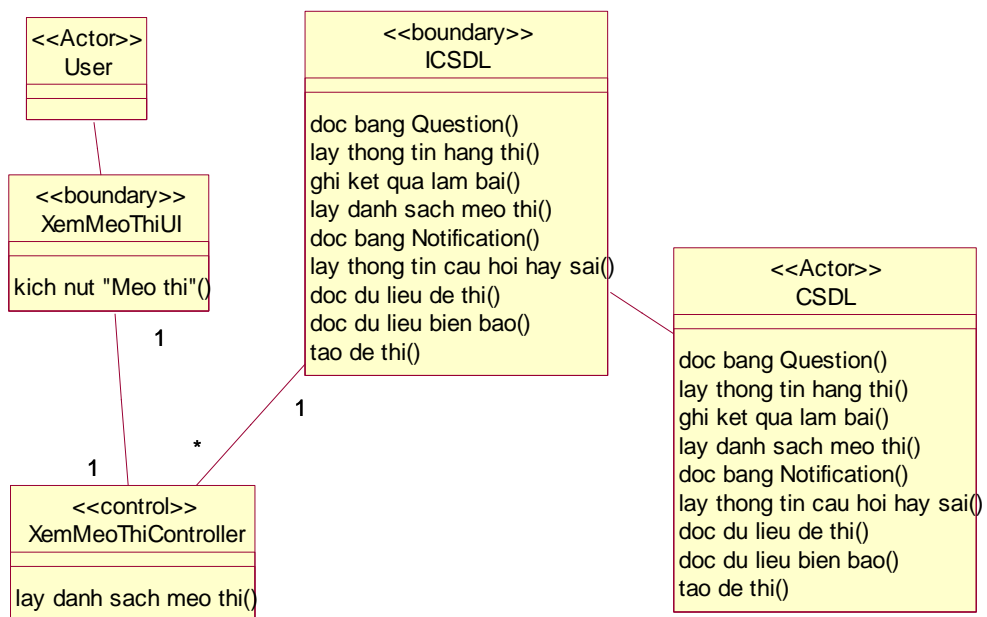 <<Actor>>
User
<<boundary>>
XemMeoThiUI
kich nut "Meo thi"()
1
1
<<control>>
XemMeoThiController
lay danh sach meo thi()
<<boundary>>
ICSDL
doc bang Question()
lay thong tin hang thi()
ghi ket qua lam bai()
lay danh sach meo thi()
doc bang Notification()
lay thong tin cau hoi hay sai()
doc du lieu de thi()
doc du lieu bien bao()
tao de thi()
1
*
<<Actor>>
CSDL
doc bang Question()
lay thong tin hang thi()
ghi ket qua lam bai()
lay danh sach meo thi()
doc bang Notification()
lay thong tin cau hoi hay sai()
doc du lieu de thi()
doc du lieu bien bao()
tao de thi()